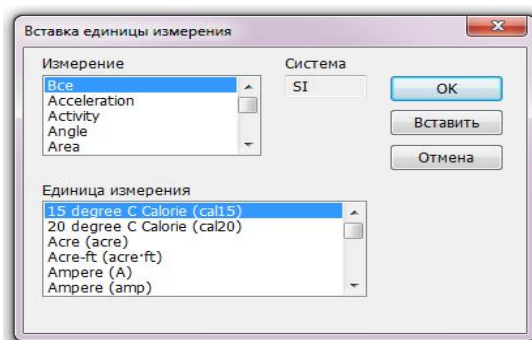 Вставка единицы измерения
Измерение
Система
Все
SI
Acceleration
Activity
Angle
Area
OK
Вставить
Отмена
Единица измерения
15 degree C Calorie (cal15)
20 degree C Calorie (cal20)
Acre (acre)
Acre-ft (acre·ft)
Ampere (A)
Ampere (amp)